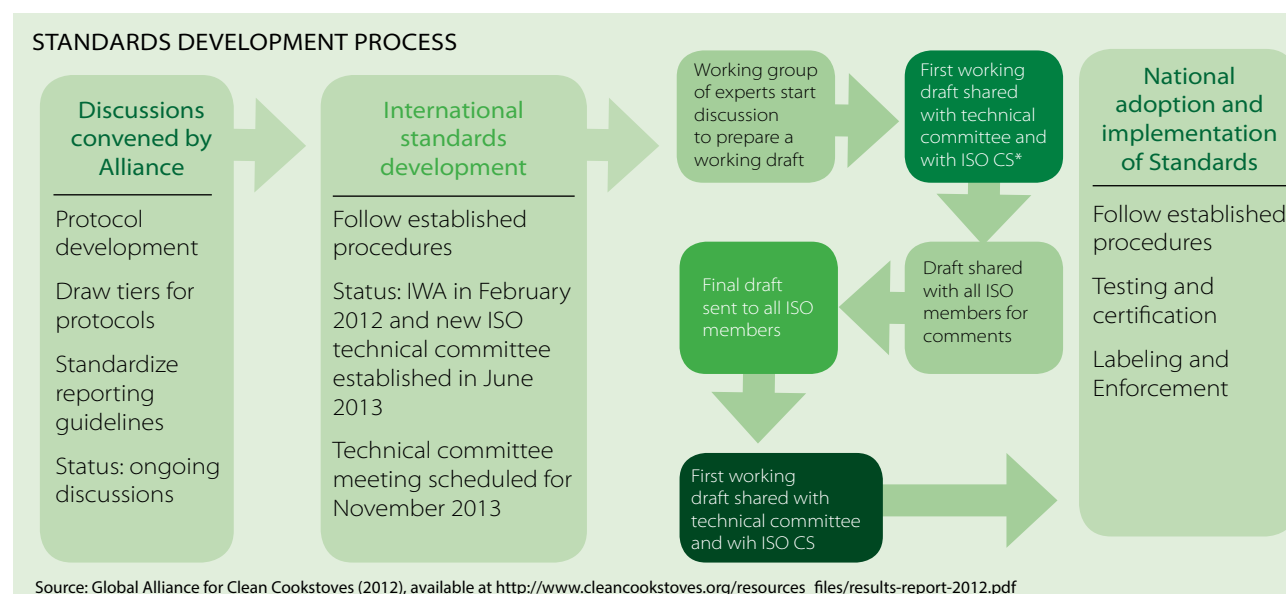 STANDARDS DEVELOPMENT PROCESS
Discussions
convened by
Alliance
Protocol
development
Draw tiers for
protocols
Standardize
reporting
guidelines
Status: ongoing
discussions
International
standards
development
Follow established
procedures
Status: IWA in February
2012 and new ISO
technical committee
established in June
2013
Technical committee
meeting scheduled for
November 2013
Working group
of experts start
discussion
to prepare a
working draft
First working
draft shared
with technical
committee and
with ISO CS*
Draft shared
with all ISO
members for
comments
Final draft
sent to all ISO
members
First working
draft shared with
technical committee
and wih ISO CS
National
adoption and
implementation
of Standards
Follow established
procedures
Testing and
certification
Labeling and
Enforcement
Source: Global Alliance for Clean Cookstoves (2012), available at http://www.cleancookstoves.org/resources_files/results-report-2012.pdf